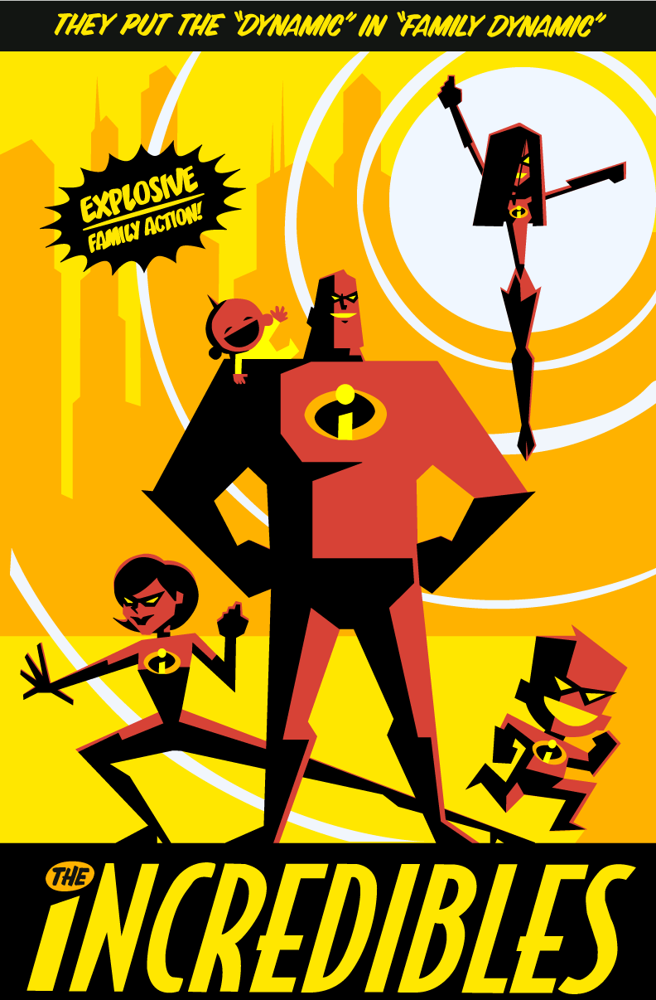 THEY PUT THE "DYNAMIC" IN "FAMILY DYNAMIC"
EXPLOSIVE
FAMILY ACTION!
i
i
i
i
THE
iNCREDIBLES